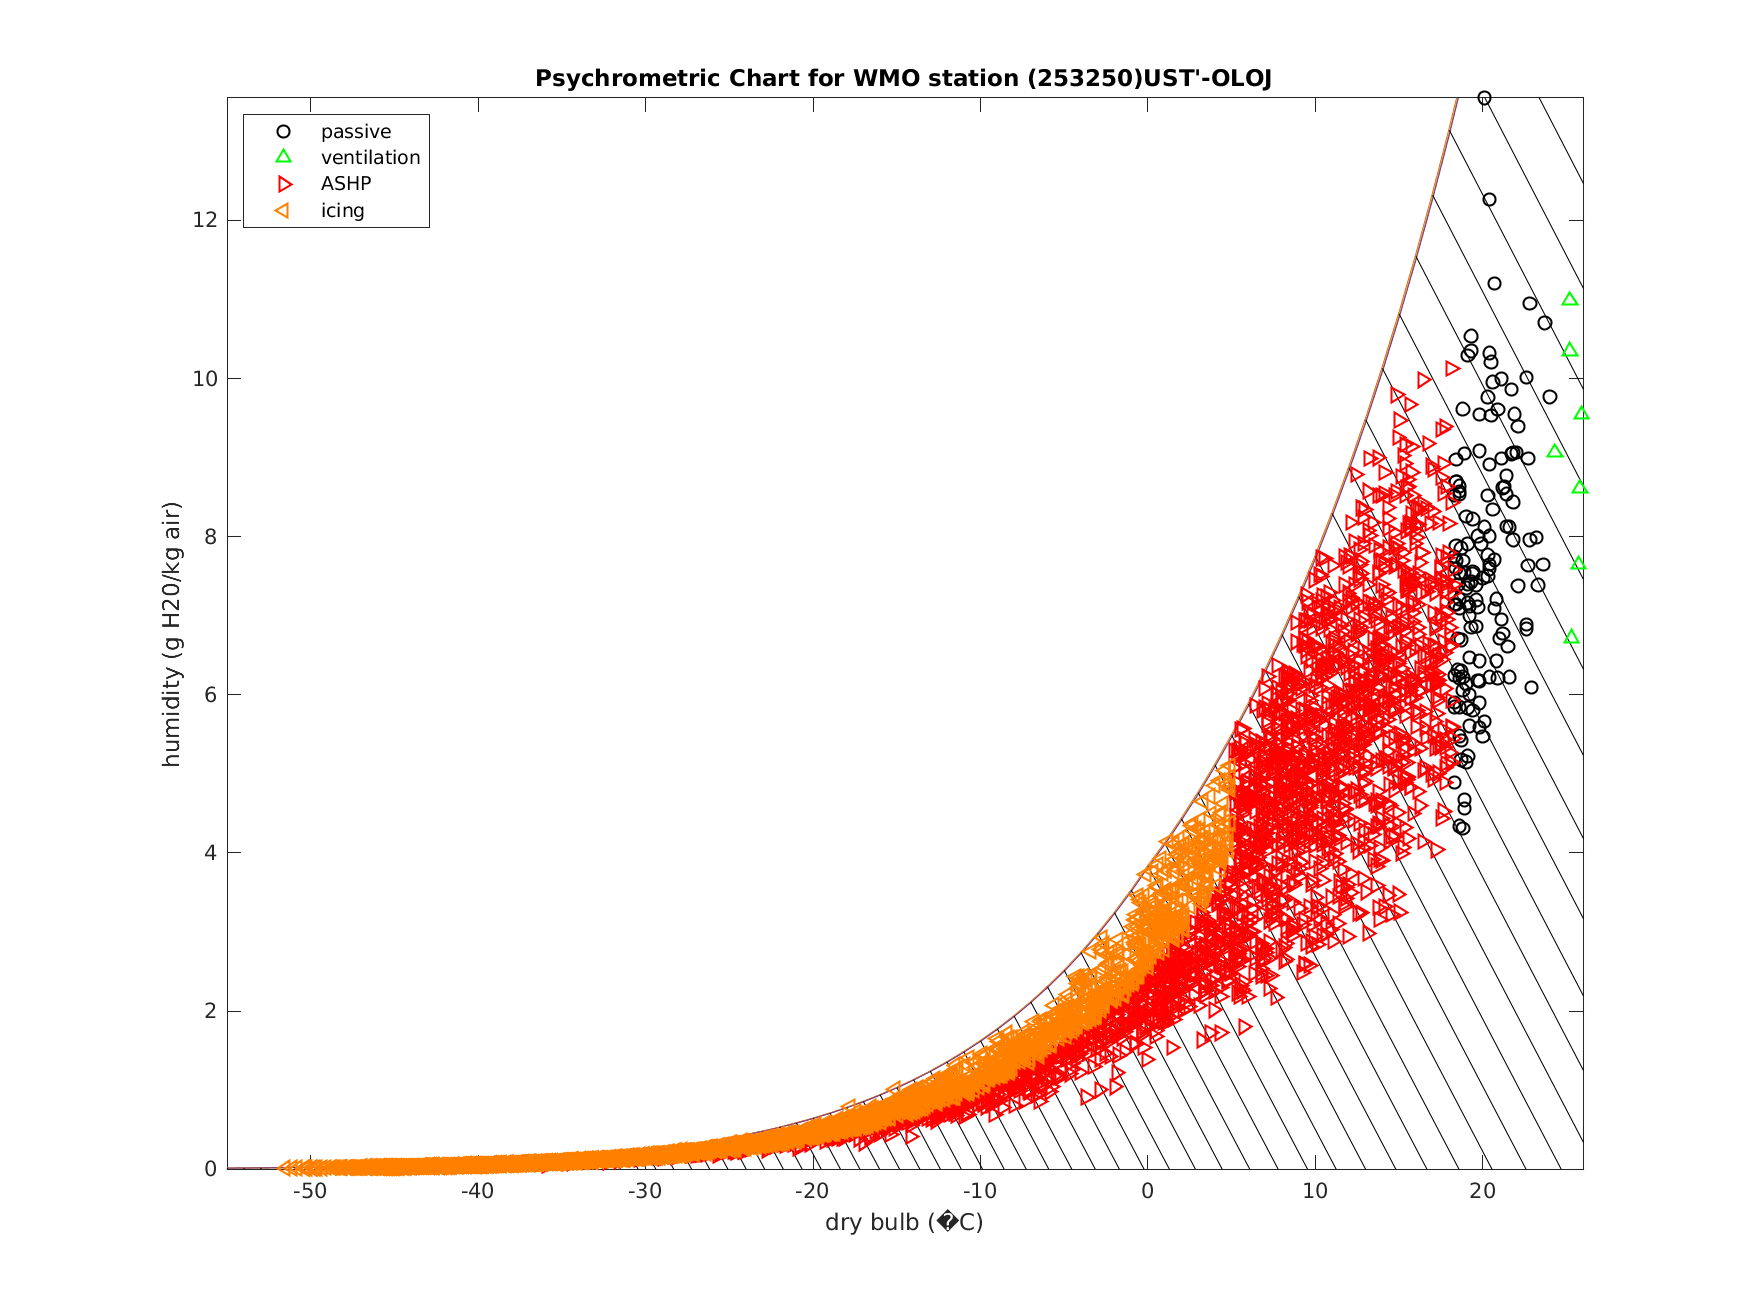 Psychrometric Chart for WMO station (253250)UST'-OLOJ
passive
ventilation
ASHP
icing
humidity (g H20/kg air)
12
10
8
6
4
2
0
-50 -40 -30 -20 -10 0 10 20
dry bulb (�C)